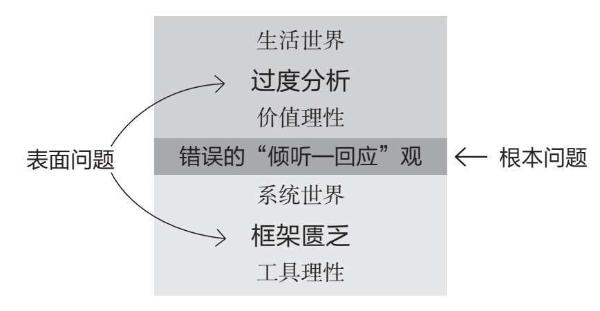 生活世界
过度分析
价值理性
表面问题
错误的“倾听—回应”观
根本问题
系统世界
框架匮乏
工具理性